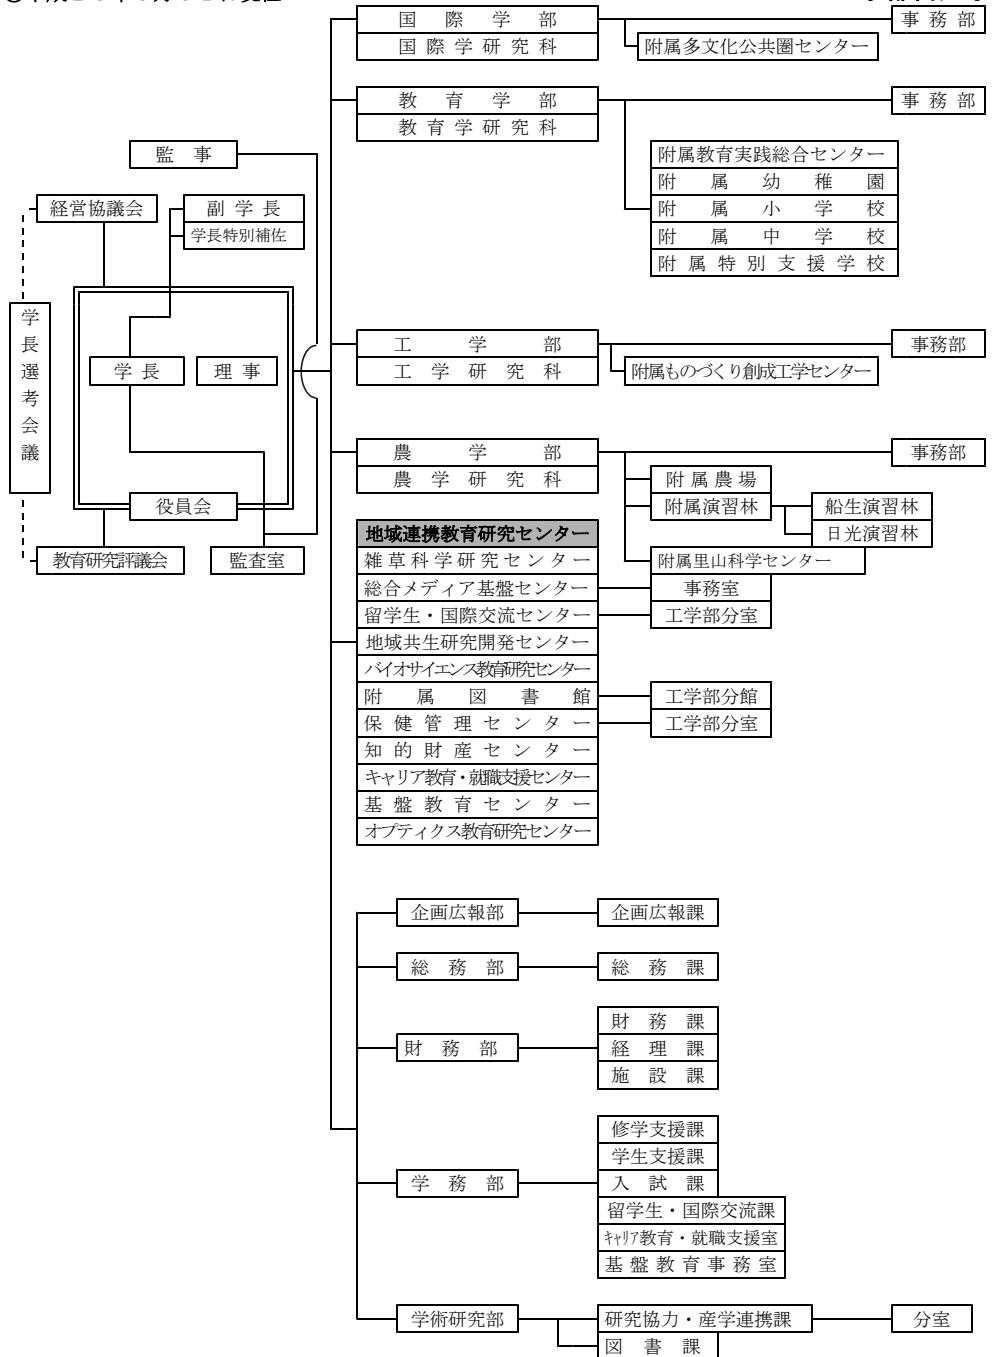 国際学部
事務部
国際学研究科
附属多文化公共圏センター
教育学部
事務部
教育学研究科
監事
附属教育実践総合センター
附属幼稚園
附属小学校
附属中学校
附属特別支援学校
経営協議会
副学長
学長特別補佐
学長選考会議
学長
理事
役員会
教育研究評議会
監査室
工学部
事務部
工学研究科
附属ものづくり創成工学センター
農学部
事務部
農学研究科
附属農場
附属演習林
船生演習林
日光演習林
附属里山科学センター
地域連携教育研究センター
雑草科学研究センター
総合メディア基盤センター
事務室
留学生・国際交流センター
工学部分室
地域共生研究開発センター
バイオサイエンス教育研究センター
附属図書館
工学部分館
保健管理センター
工学部分室
知的財産センター
キャリア教育・就職支援センター
基盤教育センター
オプティクス教育研究センター
企画広報部
企画広報課
総務部
総務課
財務部
財務課
経理課
施設課
学務部
修学支援課
学生支援課
入試課
留学生・国際交流課
ｷｬﾘｱ教育・就職支援室
基盤教育事務室
学術研究部
研究協力・産学連携課
分室
図書課